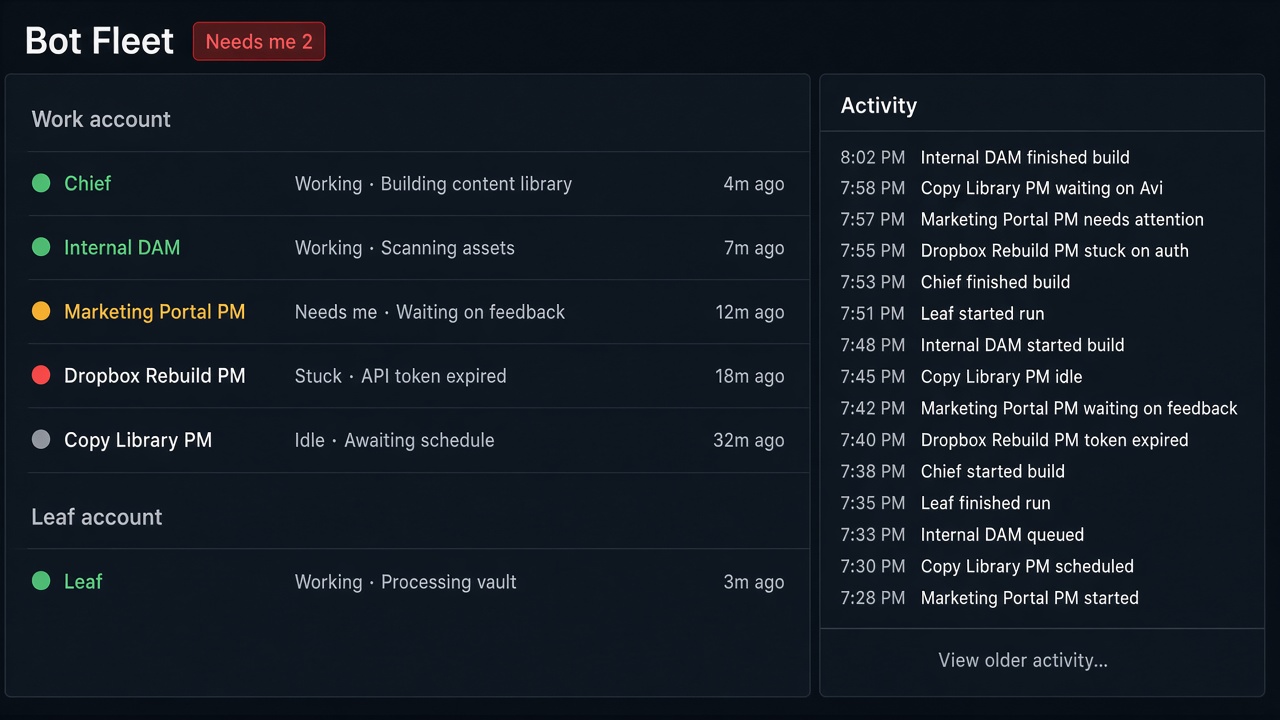 Bot Fleet
Needs me 2
Work account
Chief Working · Building content library 4m ago
Internal DAM Working · Scanning assets 7m ago
Marketing Portal PM Needs me · Waiting on feedback 12m ago
Dropbox Rebuild PM Stuck · API token expired 18m ago
Copy Library PM Idle · Awaiting schedule 32m ago
Leaf account
Leaf Working · Processing vault 3m ago
Activity
8:02 PM Internal DAM finished build
7:58 PM Copy Library PM waiting on Avi
7:57 PM Marketing Portal PM needs attention
7:55 PM Dropbox Rebuild PM stuck on auth
7:53 PM Chief finished build
7:51 PM Leaf started run
7:48 PM Internal DAM started build
7:45 PM Copy Library PM idle
7:42 PM Marketing Portal PM waiting on feedback
7:40 PM Dropbox Rebuild PM token expired
7:38 PM Chief started build
7:35 PM Leaf finished run
7:33 PM Internal DAM queued
7:30 PM Copy Library PM scheduled
7:28 PM Marketing Portal PM started
View older activity...